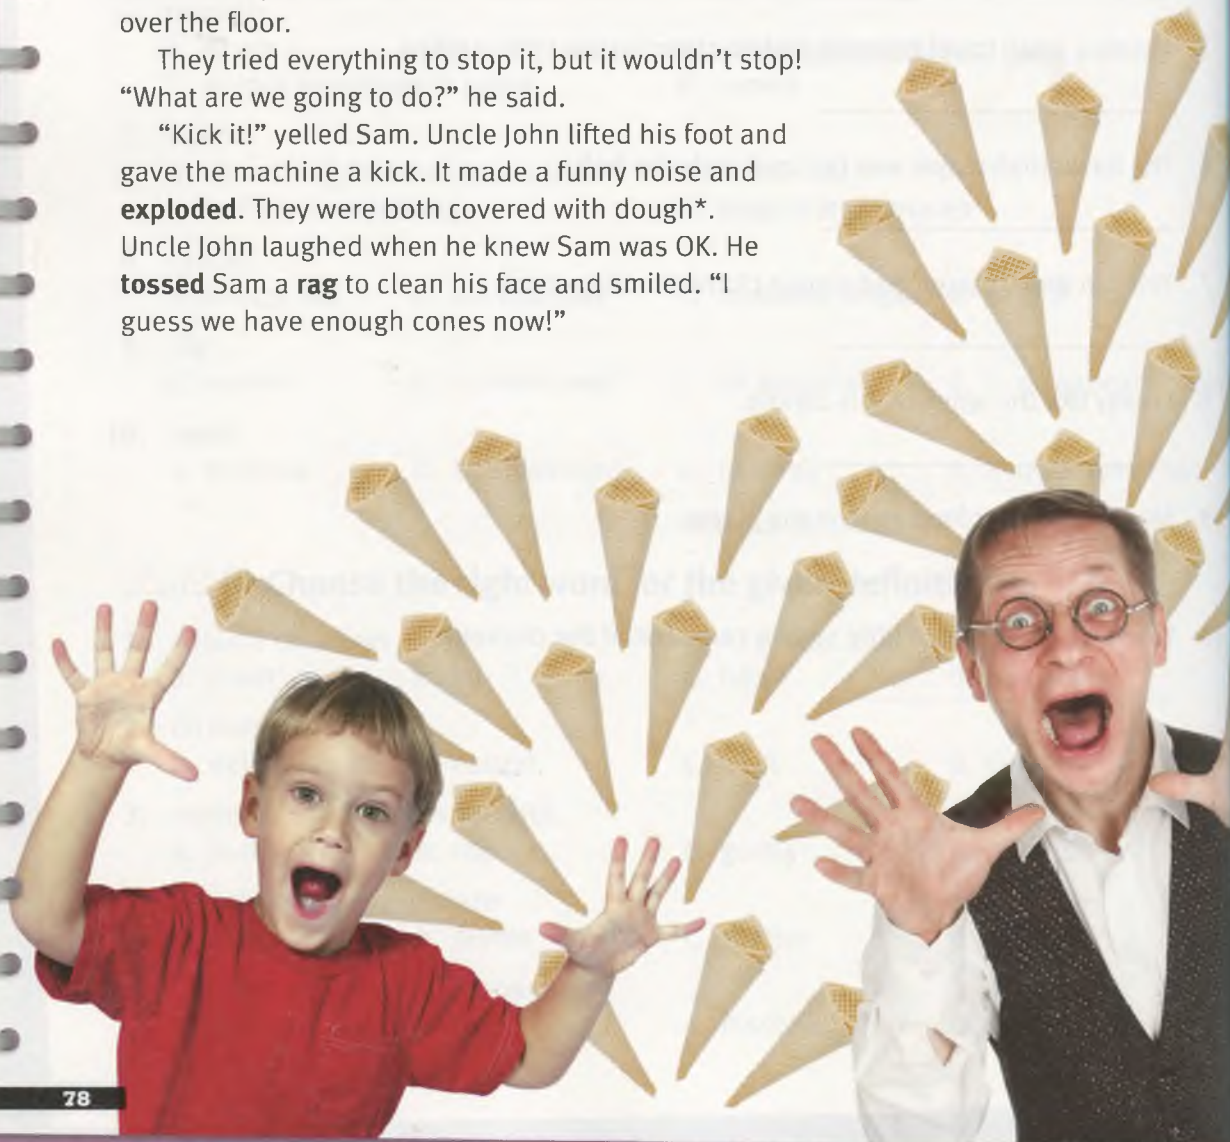 over the floor.
They tried everything to stop it, but it wouldn't stop!
“What are we going to do?” he said.
“Kick it!” yelled Sam. Uncle John lifted his foot and
gave the machine a kick. It made a funny noise and
exploded. They were both covered with dough*.
Uncle John laughed when he knew Sam was OK. He
tossed Sam a rag to clean his face and smiled. “I
guess we have enough cones now!”
78